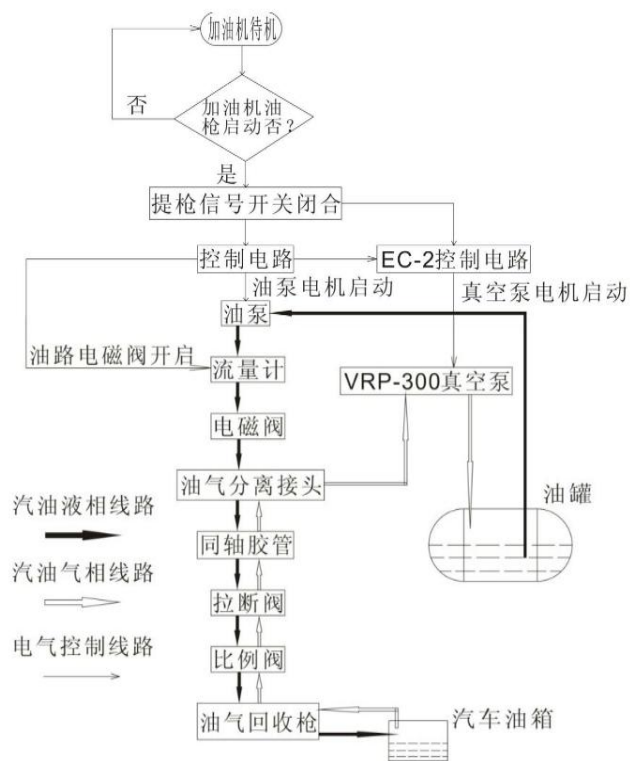 加油机待机
否
加油机油
枪启动否?
是
提枪信号开关闭合
控制电路
EC-2控制电路
油泵电机启动
真空泵电机启动
油泵
油路电磁阀开启
流量计
VRP-300真空泵
电磁阀
油气分离接头
油罐
汽油液相线路
同轴胶管
汽油气相线路
拉断阀
电气控制线路
比例阀
油气回收枪
汽车油箱